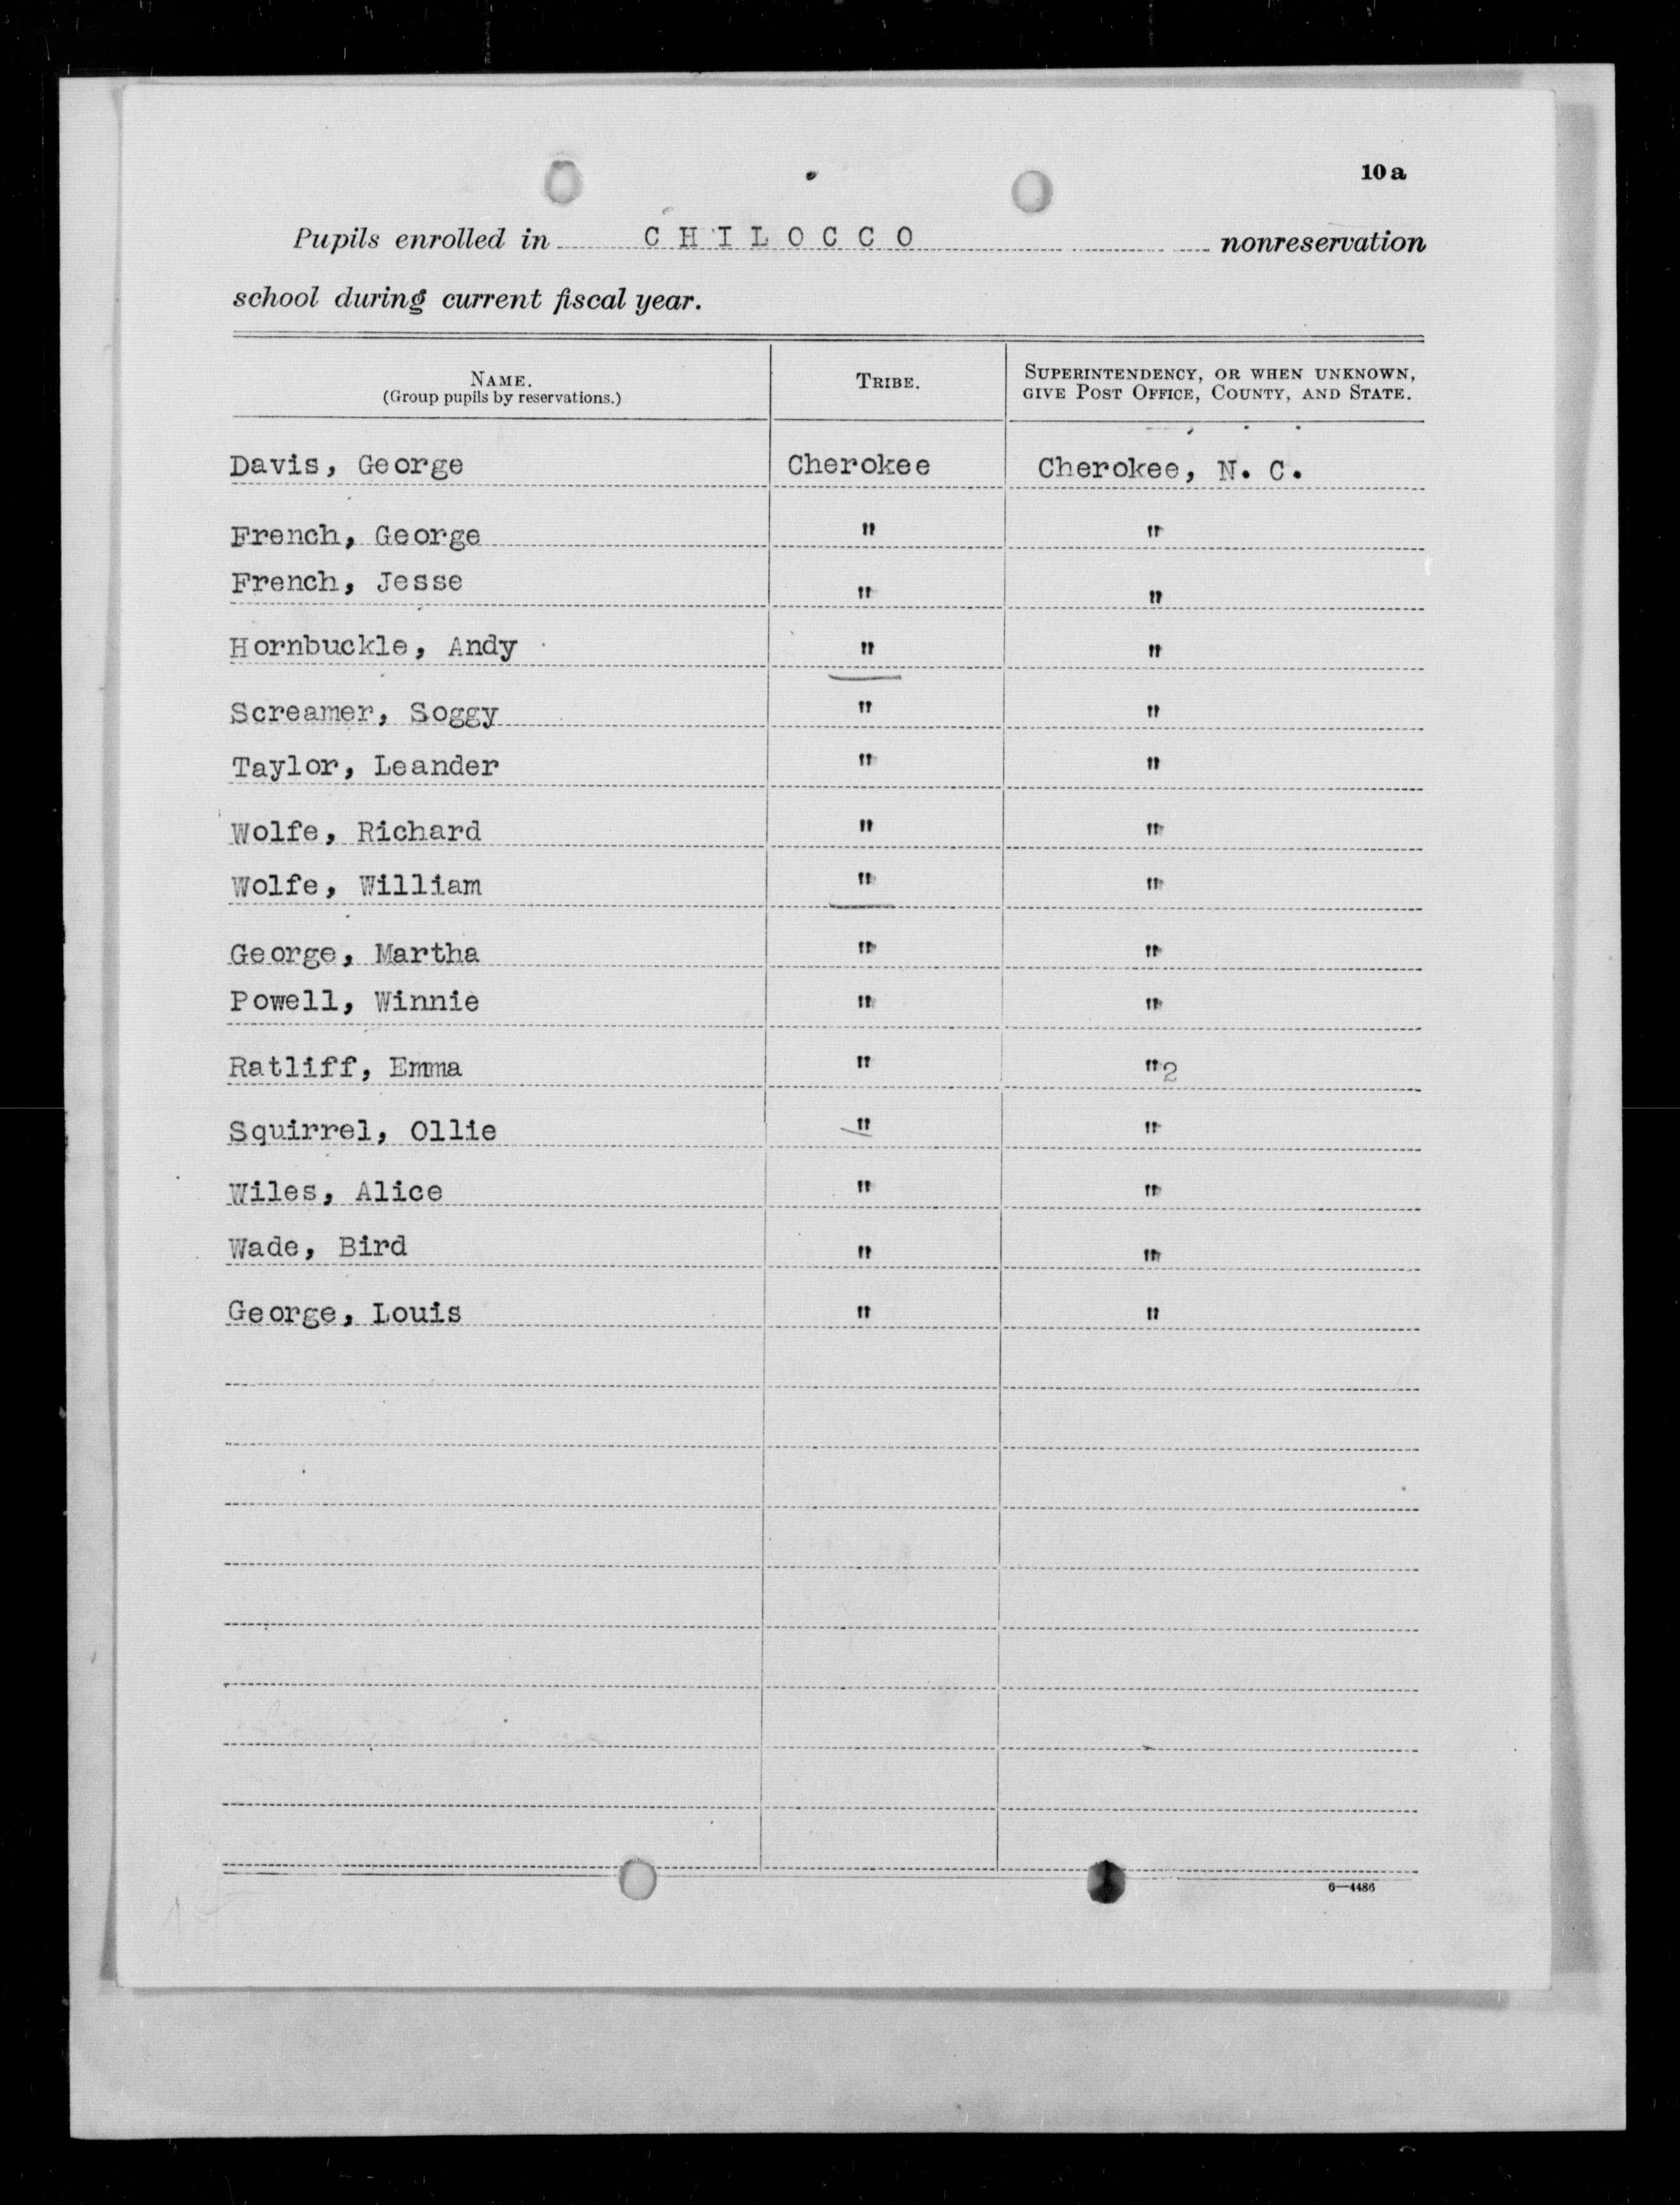 10a
Pupils enrolled in CHILOCCO nonreservation
school during current fiscal year.
NAME. TRIBE. SUPERINTENDENCY, OR WHEN UNKNOWN,
(Group pupils by reservations.) GIVE POST OFFICE, COUNTY, AND STATE.
Davis, George Cherokee Cherokee, N. C.
French, George " "
French, Jesse " "
Hornbuckle, Andy " "
Screamer, Soggy " "
Taylor, Leander " "
Wolfe, Richard " "
Wolfe, William " "
George, Martha " "
Powell, Winnie " "
Ratliff, Emma " "2
Squirrel, Ollie " "
Wiles, Alice " "
Wade, Bird " "
George, Louis " "
6—4486